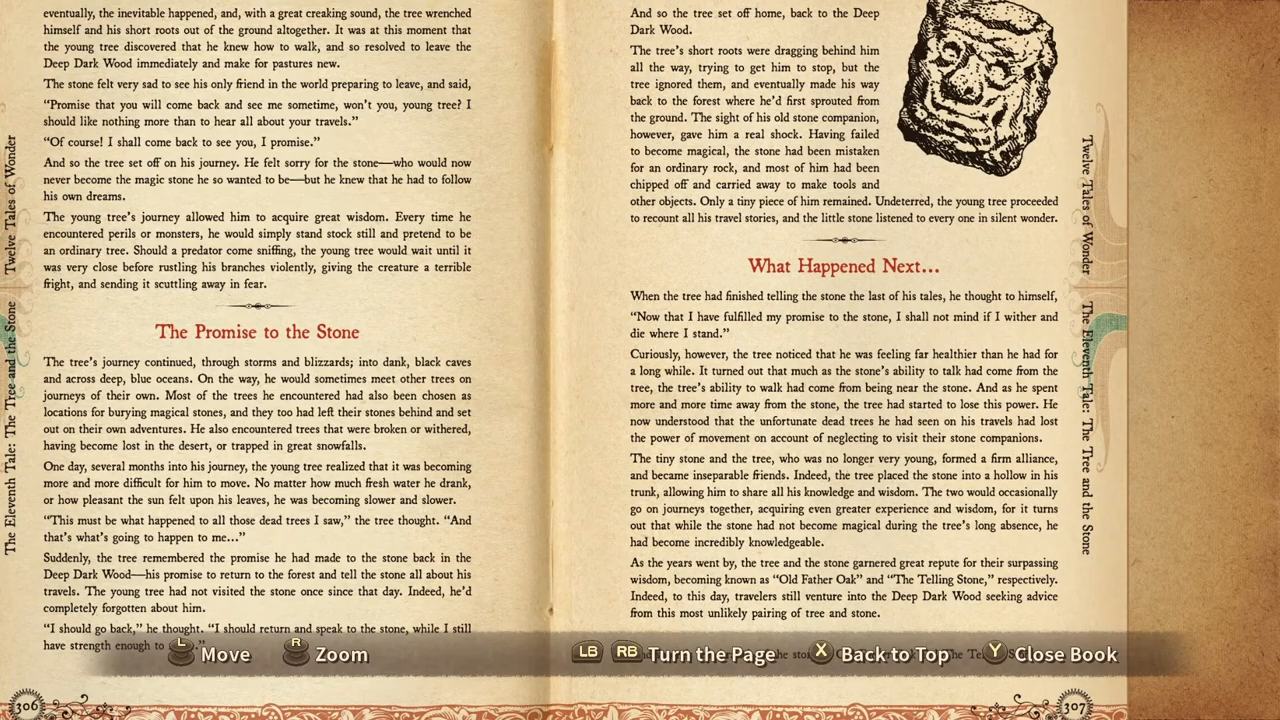 eventually, the inevitable happened, and, with a great creaking sound, the tree wrenched
himself and his short roots out of the ground altogether. It was at this moment that
the young tree discovered that he knew how to walk, and so resolved to leave the
Deep Dark Wood immediately and make for pastures new.
The stone felt very sad to see his only friend in the world preparing to leave, and said,
“Promise that you will come back and see me sometime, won’t you, young tree? I
should like nothing more than to hear all about your travels.”
“Of course! I shall come back to see you, I promise.”
And so the tree set off on his journey. He felt sorry for the stone—who would now
never become the magic stone he so wanted to be—but he knew that he had to follow
his own dreams.
The young tree’s journey allowed him to acquire great wisdom. Every time he
encountered perils or monsters, he would simply stand stock still and pretend to be
an ordinary tree. Should a predator come sniffing, the young tree would wait until it
was very close before rustling his branches violently, giving the creature a terrible
fright, and sending it scuttling away in fear.
The Promise to the Stone
The tree’s journey continued, through storms and blizzards; into dank, black caves
and across deep, blue oceans. On the way, he would sometimes meet other trees on
journeys of their own. Most of the trees he encountered had also been chosen as
locations for burying magical stones, and they too had left their stones behind and set
out on their own adventures. He also encountered trees that were broken or withered,
having become lost in the desert, or trapped in great snowfalls.
One day, several months into his journey, the young tree realized that it was becoming
more and more difficult for him to move. No matter how much fresh water he drank,
or how pleasant the sun felt upon his leaves, he was becoming slower and slower.
“This must be what happened to all those dead trees I saw,” the tree thought. “And
that’s what’s going to happen to me...”
Suddenly, the tree remembered the promise he had made to the stone back in the
Deep Dark Wood—his promise to return to the forest and tell the stone all about his
travels. The young tree had not visited the stone once since that day. Indeed, he’d
completely forgotten about him.
“I should go back,” he thought. “I should return and speak to the stone, while I still
have strength enough to
306
Twelve Tales of Wonder
The Eleventh Tale: The Tree and the Stone
And so the tree set off home, back to the Deep
Dark Wood.
The tree’s short roots were dragging behind him
all the way, trying to get him to stop, but the
tree ignored them, and eventually made his way
back to the forest where he’d first sprouted from
the ground. The sight of his old stone companion,
however, gave him a real shock. Having failed
to become magical, the stone had been mistaken
for an ordinary rock, and most of him had been
chipped off and carried away to make tools and
other objects. Only a tiny piece of him remained. Undeterred, the young tree proceeded
to recount all his travel stories, and the little stone listened to every one in silent wonder.
What Happened Next...
When the tree had finished telling the stone the last of his tales, he thought to himself,
“Now that I have fulfilled my promise to the stone, I shall not mind if I wither and
die where I stand.”
Curiously, however, the tree noticed that he was feeling far healthier than he had for
a long while. It turned out that much as the stone’s ability to talk had come from the
tree, the tree’s ability to walk had come from being near the stone. And as he spent
more and more time away from the stone, the tree had started to lose this power. He
now understood that the unfortunate dead trees he had seen on his travels had lost
the power of movement on account of neglecting to visit their stone companions.
The tiny stone and the tree, who was no longer very young, formed a firm alliance,
and became inseparable friends. Indeed, the tree placed the stone into a hollow in his
trunk, allowing him to share all his knowledge and wisdom. The two would occasionally
go on journeys together, acquiring even greater experience and wisdom, for it turns
out that while the stone had not become magical during the tree’s long absence, he
had become incredibly knowledgeable.
As the years went by, the tree and the stone garnered great repute for their surpassing
wisdom, becoming known as “Old Father Oak” and “The Telling Stone,” respectively.
Indeed, to this day, travelers still venture into the Deep Dark Wood seeking advice
from this most unlikely pairing of tree and stone.
307
Twelve Tales of Wonder
The Eleventh Tale: The Tree and the Stone
L Move R Zoom LB RB Turn the Page X Back to Top Y Close Book